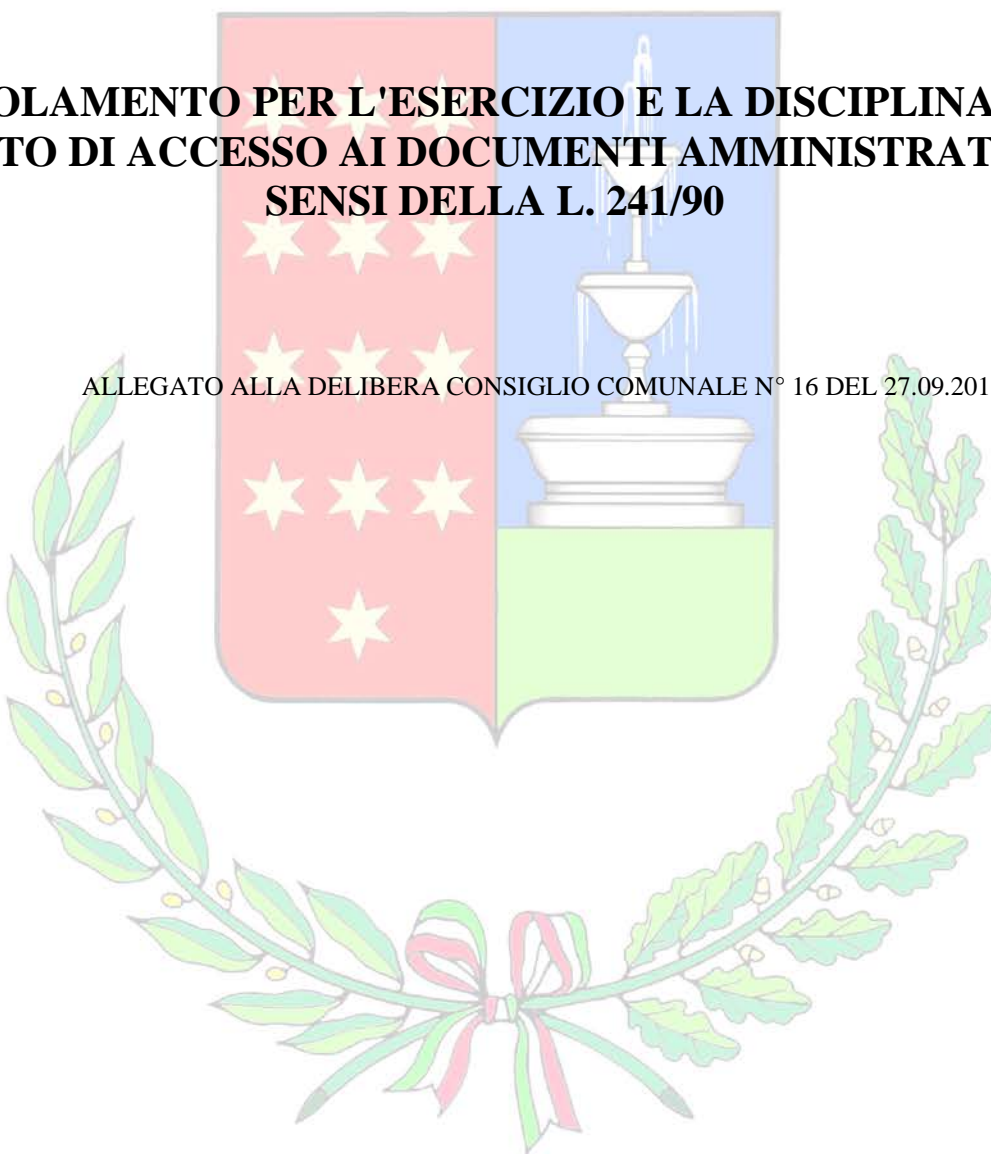 OLAMENTO PER L'ESERCIZIO E LA DISCIPLINA
TO DI ACCESSO AI DOCUMENTI AMMINISTRAT
SENSI DELLA L. 241/90
ALLEGATO ALLA DELIBERA CONSIGLIO COMUNALE N° 16 DEL 27.09.201